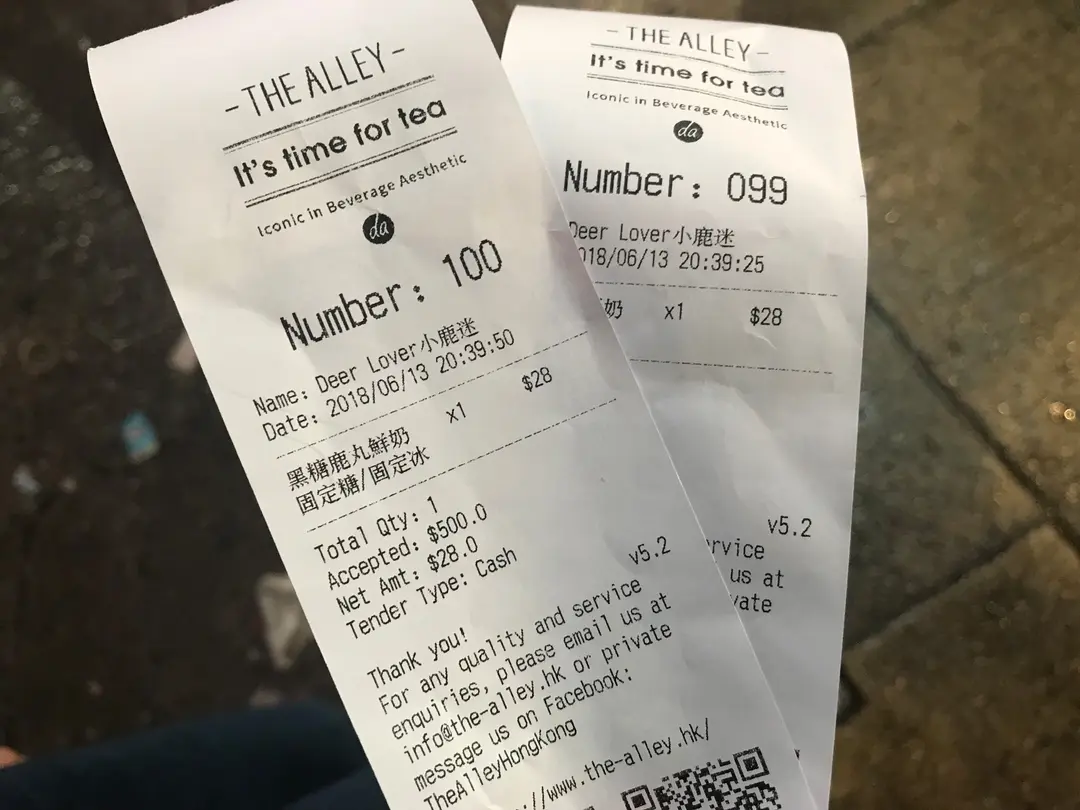 -THE ALLEY-
It's time for tea
Iconic in Beverage Aesthetic
da
Number: 100
Name: Deer Lover小鹿迷
Date: 2018/06/13 20:39:50
黑糖鹿丸鮮奶 x1 $28
固定糖/固定冰
Total Qty: 1
Accepted: $500.0
Net Amt: $28.0
Tender Type: Cash
v5.2
Thank you!
For any quality and service
enquiries, please email us at
info@the-alley.hk or private
message us on Facebook:
TheAlleyHongKong
://www.the-alley.hk/
-THE ALLEY-
It's time for tea
Iconic in Beverage Aesthetic
da
Number: 099
Deer Lover小鹿迷
018/06/13 20:39:25
奶 x1 $28
v5.2
rvice
us at
vate